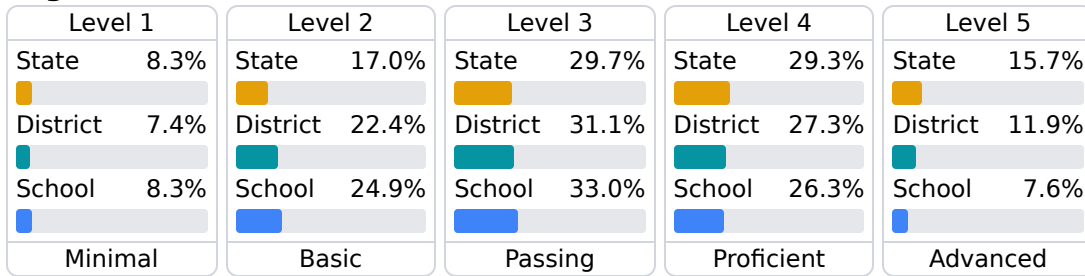 Level 1
State 8.3%
District 7.4%
School 8.3%
Minimal
Level 2
State 17.0%
District 22.4%
School 24.9%
Basic
Level 3
State 29.7%
District 31.1%
School 33.0%
Passing
Level 4
State 29.3%
District 27.3%
School 26.3%
Proficient
Level 5
State 15.7%
District 11.9%
School 7.6%
Advanced